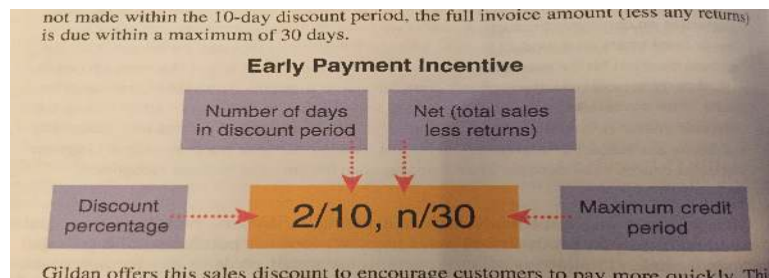 not made within the 10-day discount period, the full invoice amount (less any returns)
is due within a maximum of 30 days.
Early Payment Incentive
Number of days
in discount period
Net (total sales
less returns)
Discount
percentage
2/10, n/30
Maximum credit
period
Gildan offers this sales discount to encourage customers to pay more quickly.